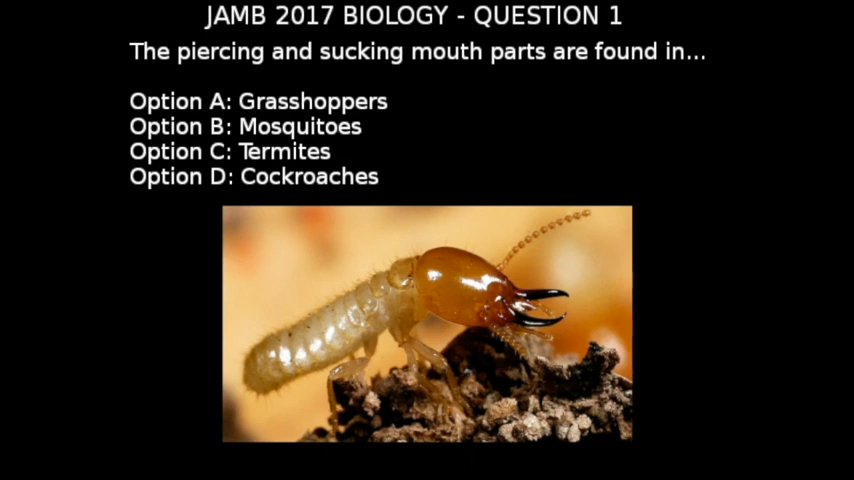 JAMB 2017 BIOLOGY - QUESTION 1
The piercing and sucking mouth parts are found in...
Option A: Grasshoppers
Option B: Mosquitoes
Option C: Termites
Option D: Cockroaches